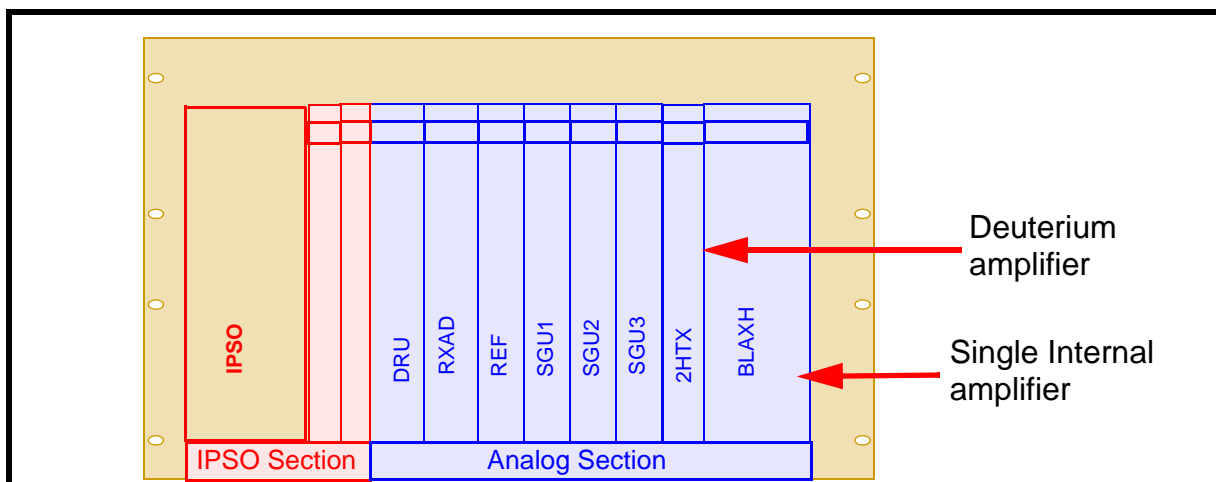 IPSO
DRU
RXAD
REF
SGU1
SGU2
SGU3
2HTX
BLAXH
Deuterium
amplifier
Single Internal
amplifier
IPSO Section
Analog Section